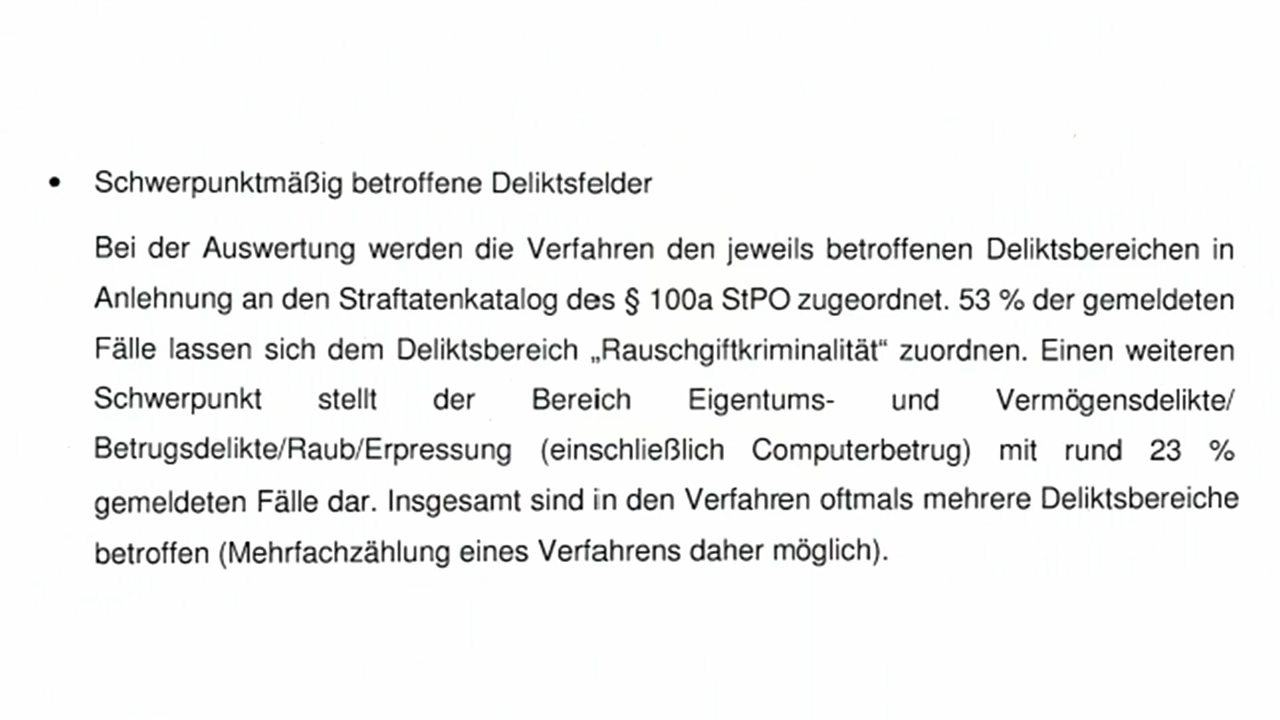 • Schwerpunktmäßig betroffene Deliktsfelder
Bei der Auswertung werden die Verfahren den jeweils betroffenen Deliktsbereichen in
Anlehnung an den Straftatenkatalog des § 100a StPO zugeordnet. 53 % der gemeldeten
Fälle lassen sich dem Deliktsbereich „Rauschgiftkriminalität“ zuordnen. Einen weiteren
Schwerpunkt stellt der Bereich Eigentums- und Vermögensdelikte/
Betrugsdelikte/Raub/Erpressung (einschließlich Computerbetrug) mit rund 23 %
gemeldeten Fälle dar. Insgesamt sind in den Verfahren oftmals mehrere Deliktsbereiche
betroffen (Mehrfachzählung eines Verfahrens daher möglich).